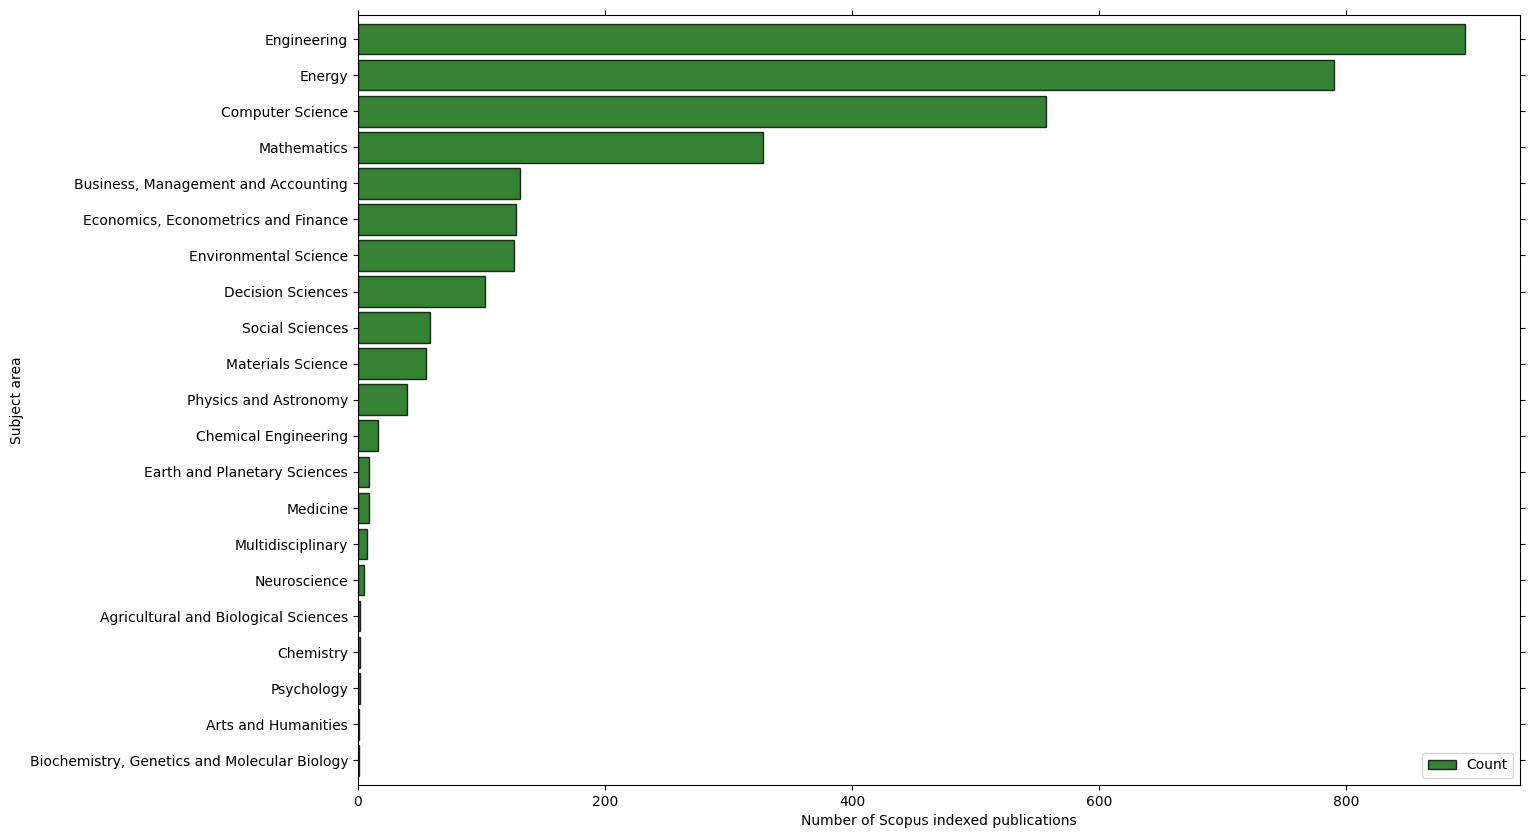 Engineering
Energy
Computer Science
Mathematics
Business, Management and Accounting
Economics, Econometrics and Finance
Environmental Science
Decision Sciences
Social Sciences
Materials Science
Physics and Astronomy
Chemical Engineering
Earth and Planetary Sciences
Medicine
Multidisciplinary
Neuroscience
Agricultural and Biological Sciences
Chemistry
Psychology
Arts and Humanities
Biochemistry, Genetics and Molecular Biology
Subject area
Count
0 200 400 600 800
Number of Scopus indexed publications